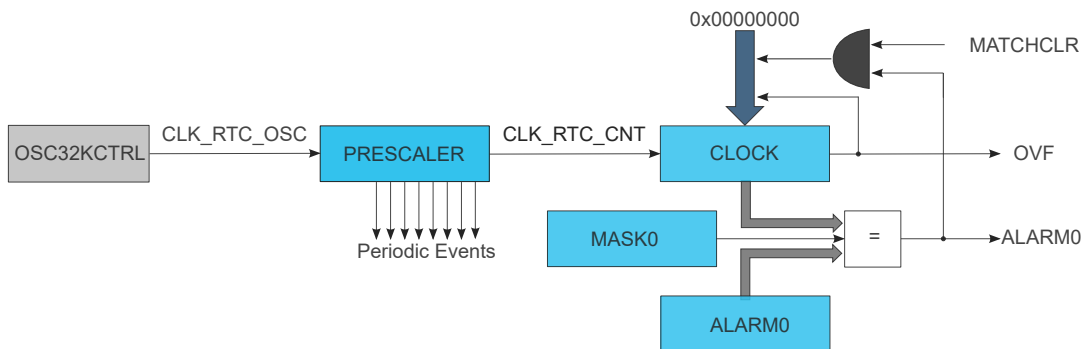 0x00000000
MATCHCLR
CLK_RTC_OSC
CLK_RTC_CNT
OSC32KCTRL
PRESCALER
CLOCK
OVF
Periodic Events
MASK0
=
ALARM0
ALARM0